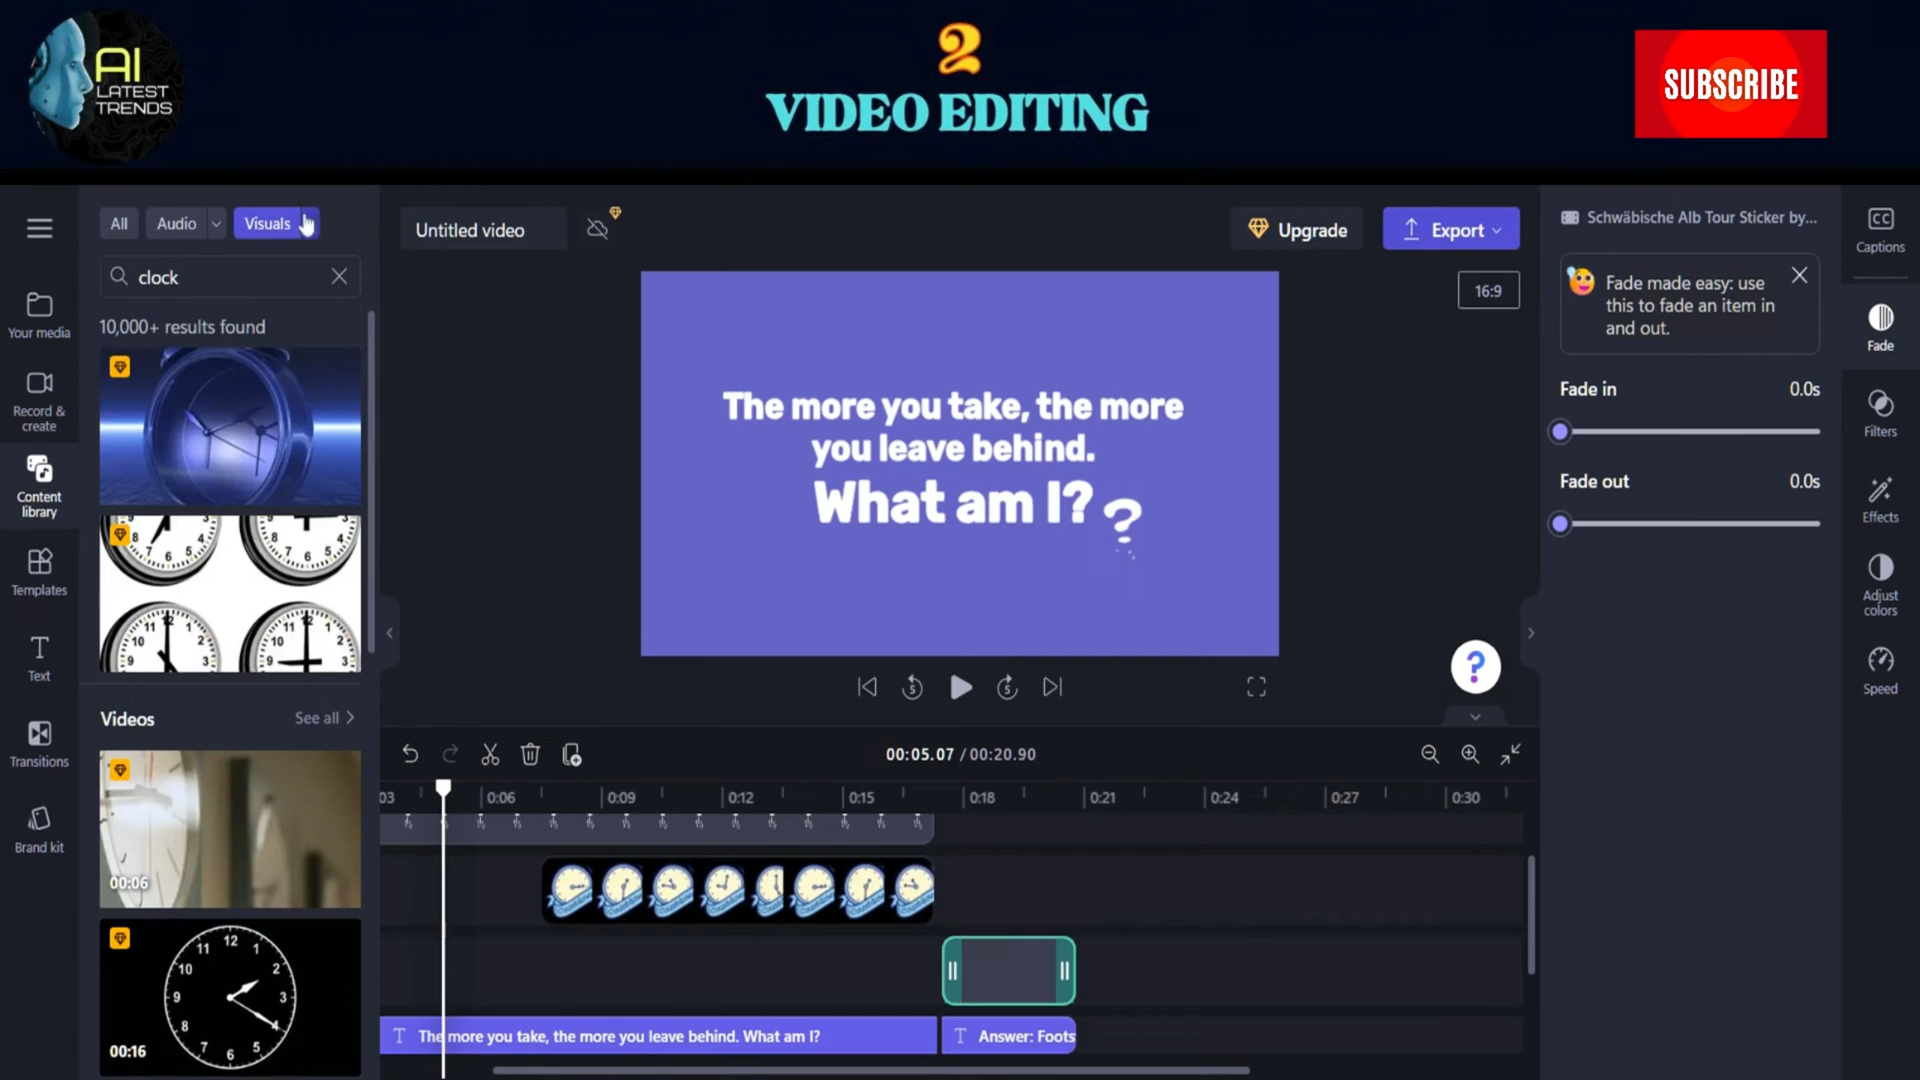 AI
LATEST
TRENDS
2
VIDEO EDITING
SUBSCRIBE
All
Audio
Visuals
clock
10,000+ results found
Videos
See all
00:06
00:16
Your media
Record &
create
Content
library
Templates
Text
Transitions
Brand kit
Untitled video
Upgrade
Export
16:9
The more you take, the more
you leave behind.
What am I?
?
?
5
5
00:05.07 / 00:20.90
03
0:06
0:09
0:12
0:15
0:18
0:21
0:24
0:27
0:30
T The more you take, the more you leave behind. What am I?
T Answer: Foots
Schwäbische Alb Tour Sticker by...
Fade made easy: use
this to fade an item in
and out.
Fade in 0.0s
Fade out 0.0s
CC
Captions
Fade
Filters
Effects
Adjust
colors
Speed